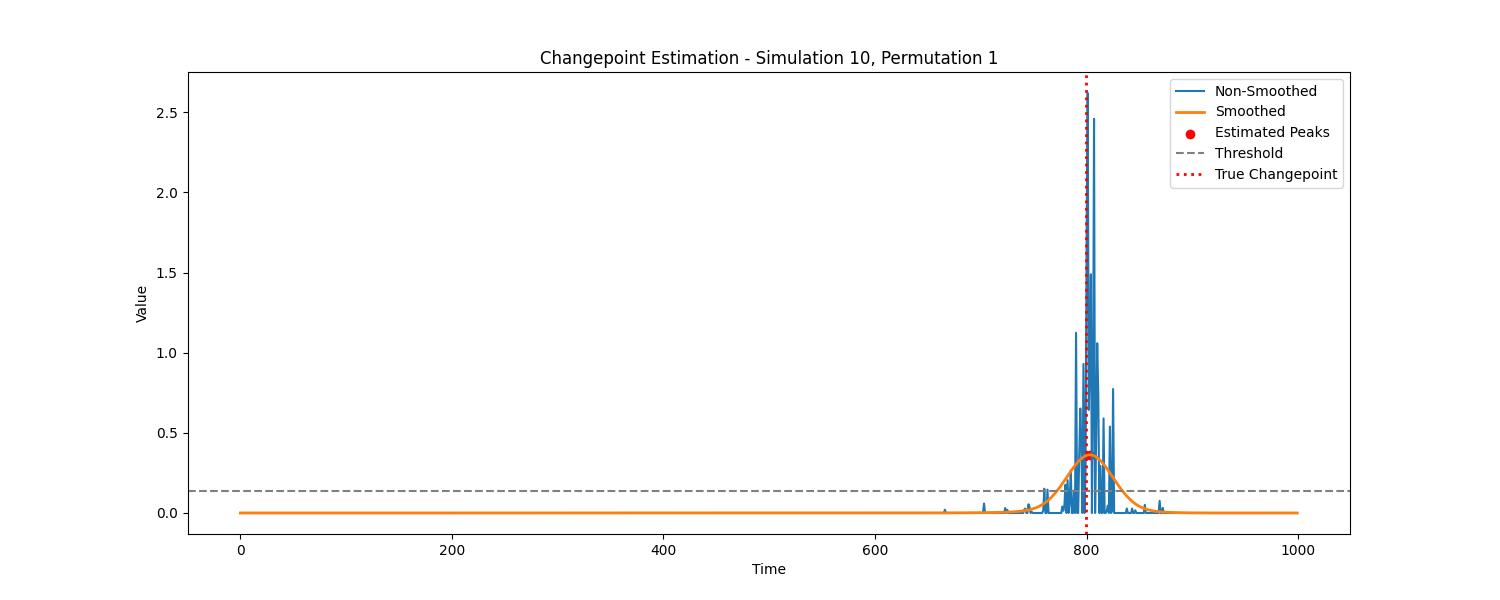 Changepoint Estimation - Simulation 10, Permutation 1
Non-Smoothed
Smoothed
Estimated Peaks
Threshold
True Changepoint
Value
2.5
2.0
1.5
1.0
0.5
0.0
0 200 400 600 800 1000
Time